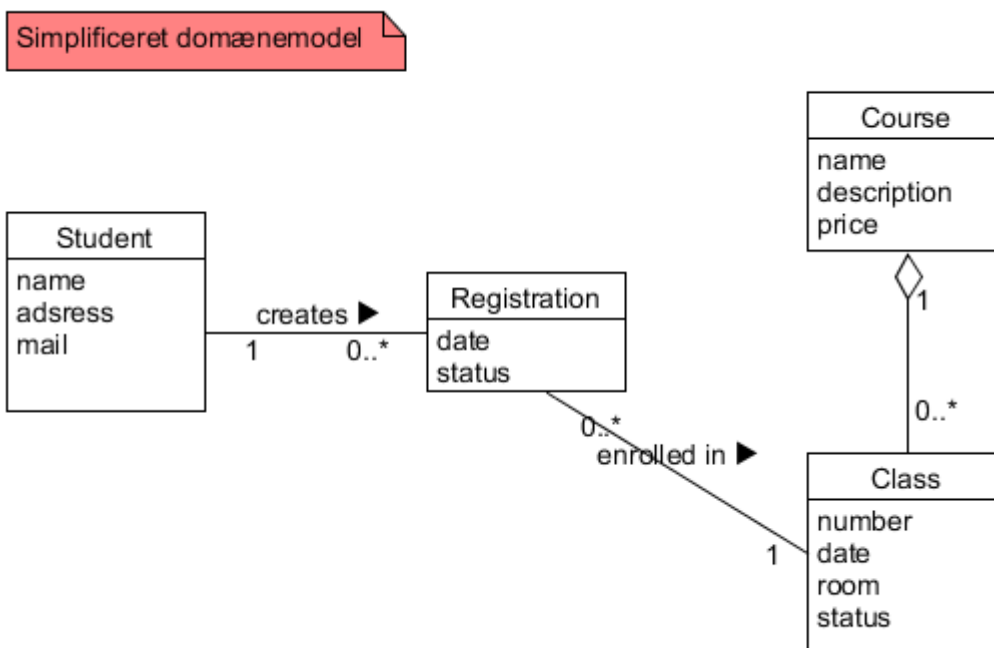 Simplificeret domænemodel
Course
name
description
price
1
0..*
Student
name
adsress
mail
creates ▶
1
0..*
Registration
date
status
0..*
enrolled in ▶
1
Class
number
date
room
status